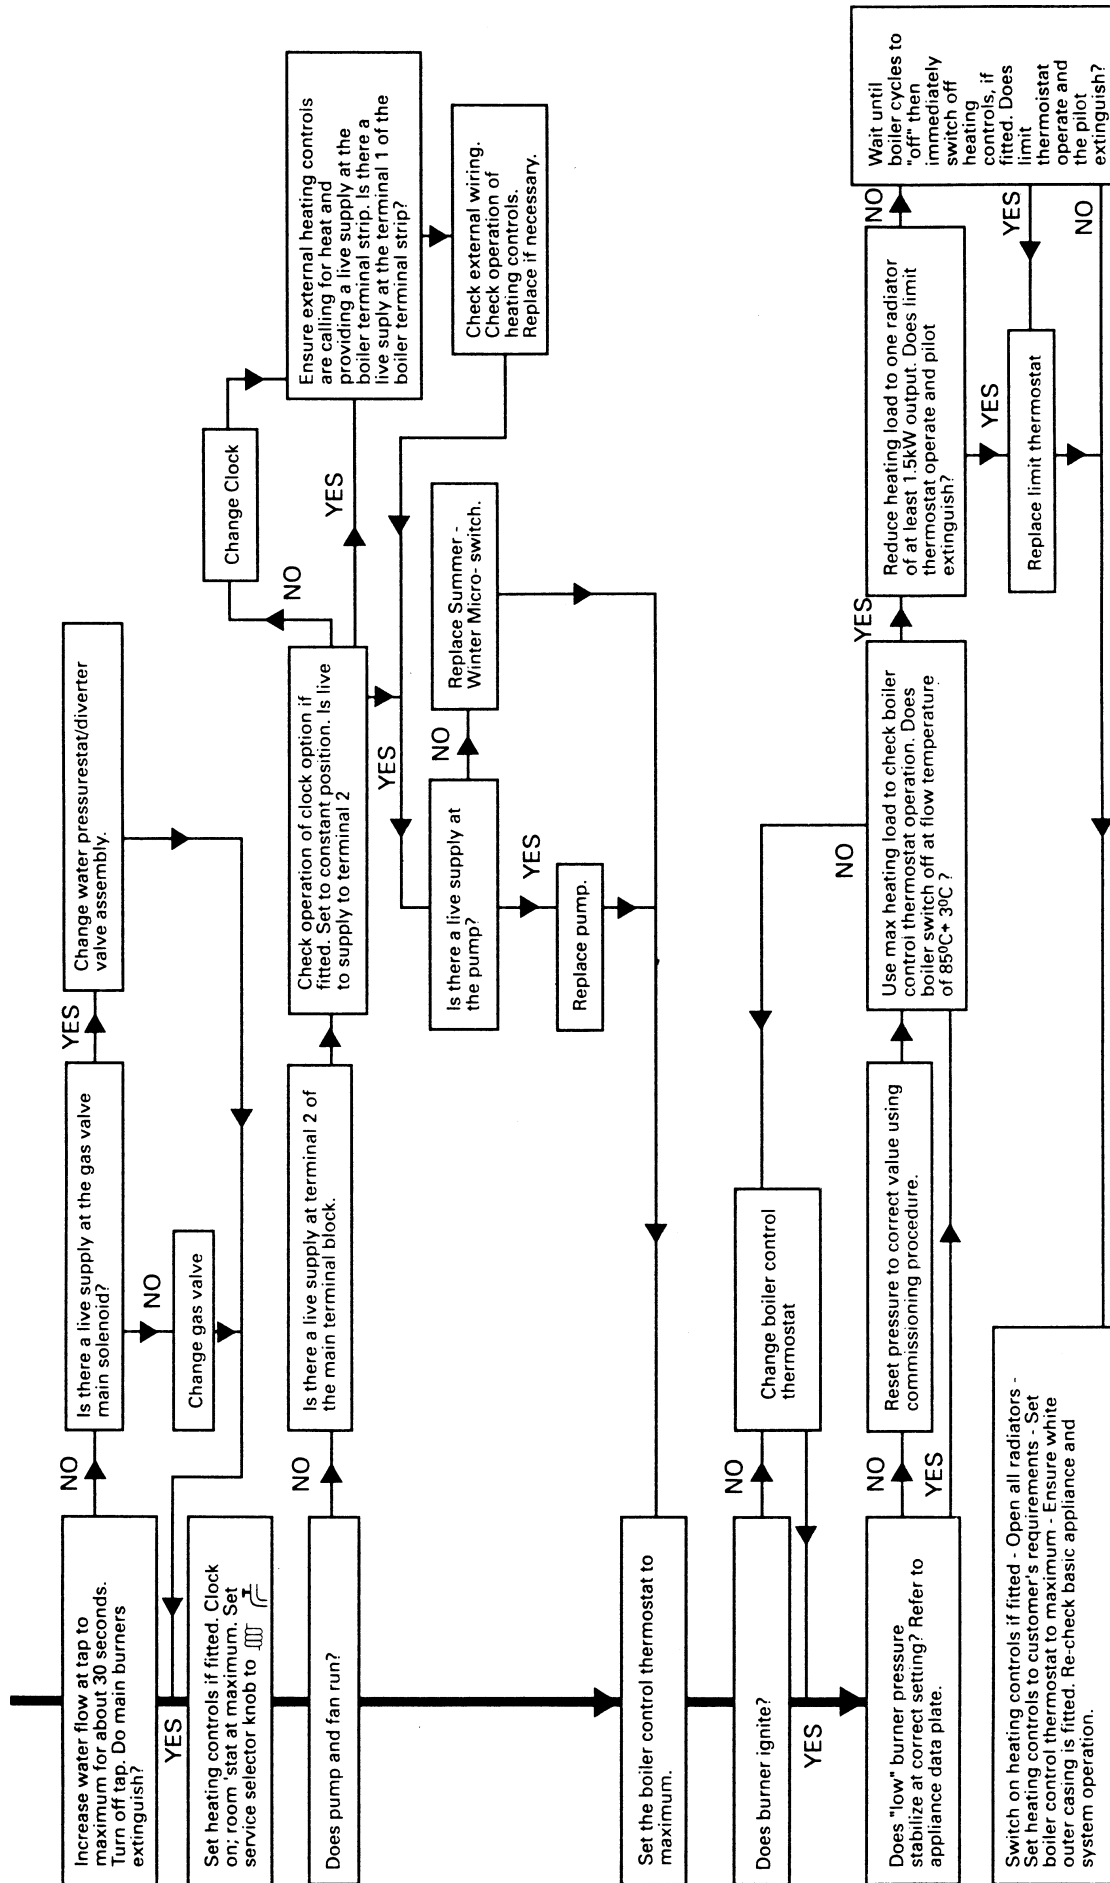 Increase water flow at tap to
maximum for about 30 seconds.
Turn off tap. Do main burners
extinguish?
NO
Is there a live supply at the gas valve
main solenoid?
YES
Change water pressurestat/diverter
valve assembly.
NO
Change gas valve
YES
Set heating controls if fitted. Clock
on; room 'stat at maximum. Set
service selector knob to
Does pump and fan run?
NO
Is there a live supply at terminal 2 of
the main terminal block.
Check operation of clock option if
fitted. Set to constant position. Is live
to supply to terminal 2
NO
Change Clock
YES
Ensure external heating controls
are calling for heat and
providing a live supply at the
boiler terminal strip. Is there a
live suply at the terminal 1 of the
boiler terminal strip?
Check external wiring.
Check operation of
heating controls.
Replace if necessary.
YES
Is there a live supply at
the pump?
NO
Replace Summer -
Winter Micro- switch.
YES
Replace pump.
Set the boiler control thermostat to
maximum.
Does burner ignite?
NO
Change boiler control
thermostat
YES
Does "low" burner pressure
stabilize at correct setting? Refer to
appliance data plate.
NO
Reset pressure to correct value using
commissioning procedure.
YES
Use max heating load to check boiler
control thermostat operation. Does
boiler switch off at flow temperature
of 85°C+ 3°C ?
NO
YES
Reduce heating load to one radiator
of at least 1.5kW output. Does limit
thermostat operate and pilot
extinguish?
NO
Wait until
boiler cycles to
"off" then
immediately
switch off
heating
controls, if
fitted. Does
limit
thermoistat
operate and
the pilot
extinguish?
YES
YES
Replace limit thermostat
NO
Switch on heating controls if fitted - Open all radiators -
Set heating controls to customer's requirements - Set
boiler control thermostat to maximum - Ensure white
outer casing is fitted. Re-check basic appliance and
system operation.